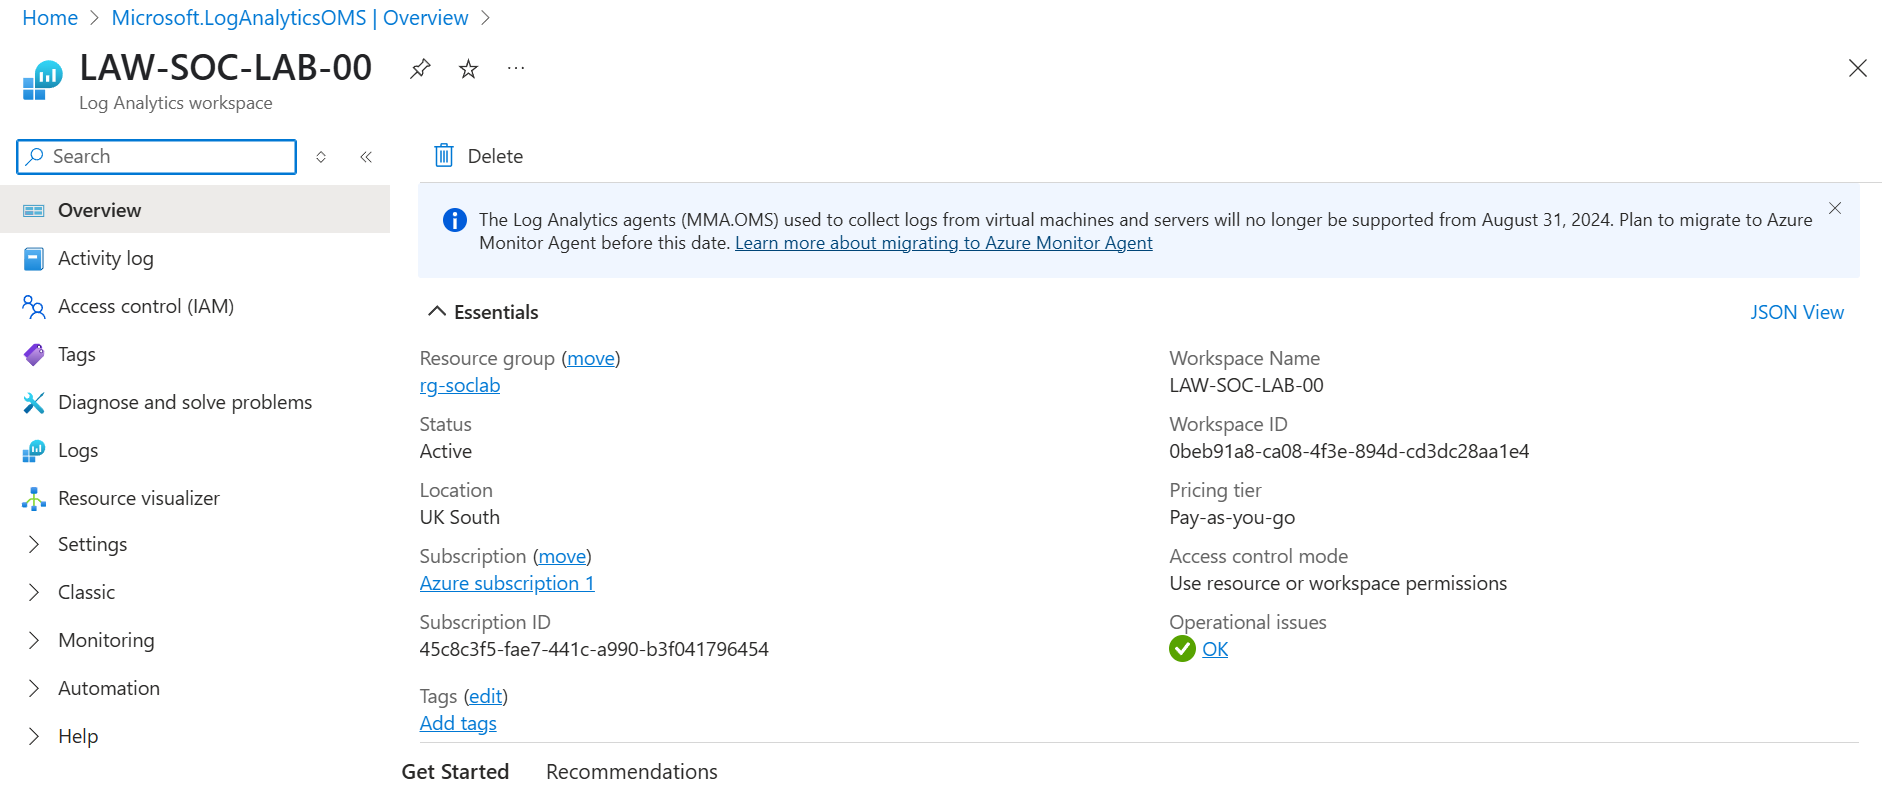 Home > Microsoft.LogAnalyticsOMS | Overview >
LAW-SOC-LAB-00 ...
Log Analytics workspace
Search
Overview
Activity log
Access control (IAM)
Tags
Diagnose and solve problems
Logs
Resource visualizer
Settings
Classic
Monitoring
Automation
Help
Delete
The Log Analytics agents (MMA.OMS) used to collect logs from virtual machines and servers will no longer be supported from August 31, 2024. Plan to migrate to Azure
Monitor Agent before this date. Learn more about migrating to Azure Monitor Agent
Essentials
JSON View
Resource group (move)
rg-soclab
Status
Active
Location
UK South
Subscription (move)
Azure subscription 1
Subscription ID
45c8c3f5-fae7-441c-a990-b3f041796454
Tags (edit)
Add tags
Workspace Name
LAW-SOC-LAB-00
Workspace ID
0beb91a8-ca08-4f3e-894d-cd3dc28aa1e4
Pricing tier
Pay-as-you-go
Access control mode
Use resource or workspace permissions
Operational issues
OK
Get Started Recommendations